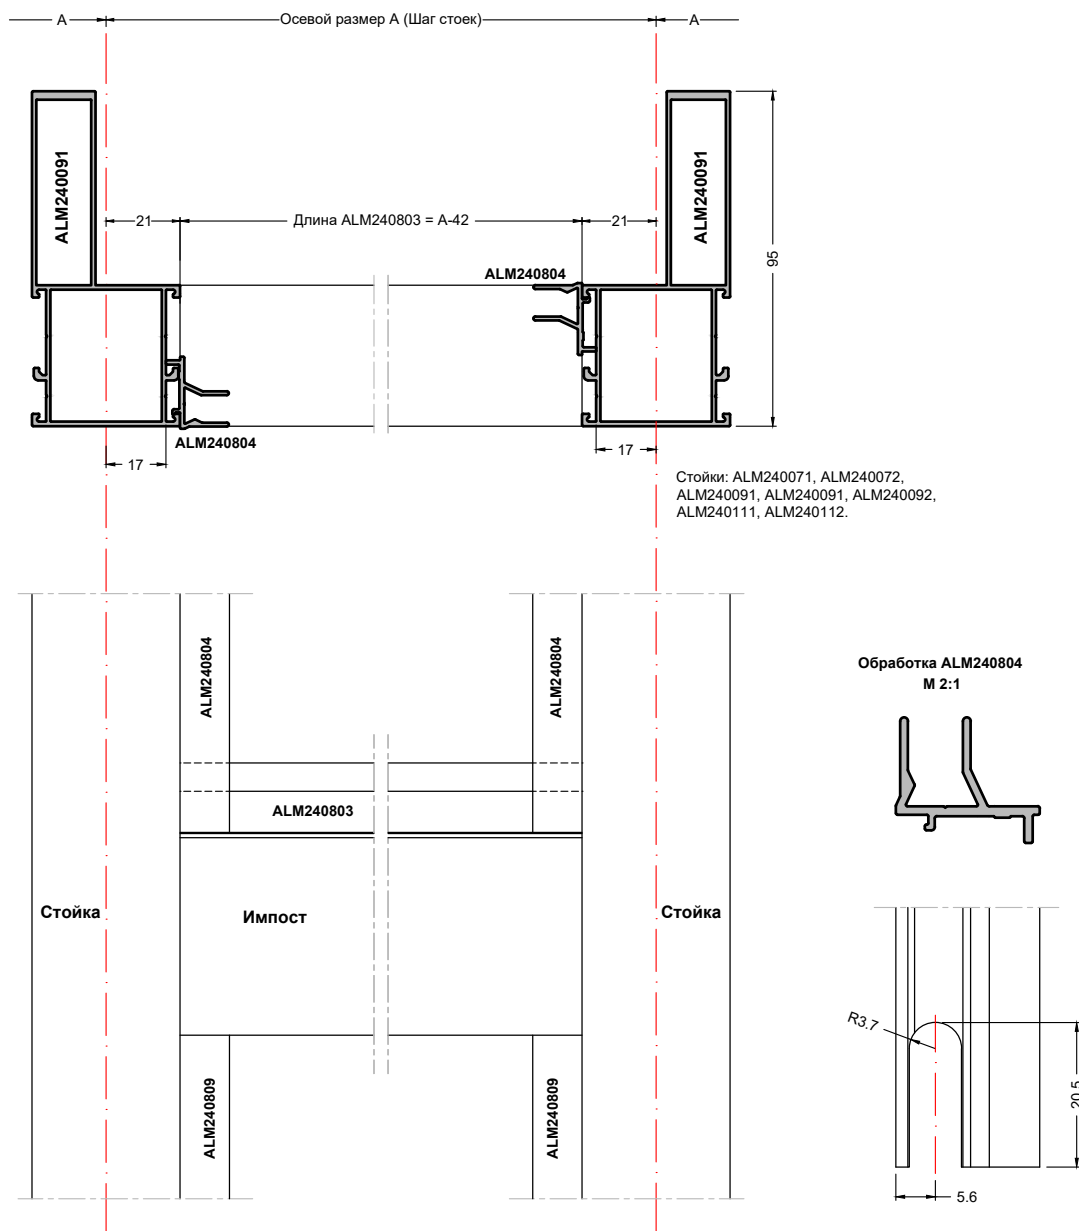 A
Осевой размер А (Шаг стоек)
A
ALM240091
ALM240091
21
Длина ALM240803 = A-42
21
95
ALM240804
ALM240804
17
17
Стойки: ALM240071, ALM240072,
ALM240091, ALM240091, ALM240092,
ALM240111, ALM240112.
ALM240804
ALM240804
Обработка ALM240804
М 2:1
ALM240803
Стойка
Импост
Стойка
R3.7
20.5
ALM240809
ALM240809
5.6